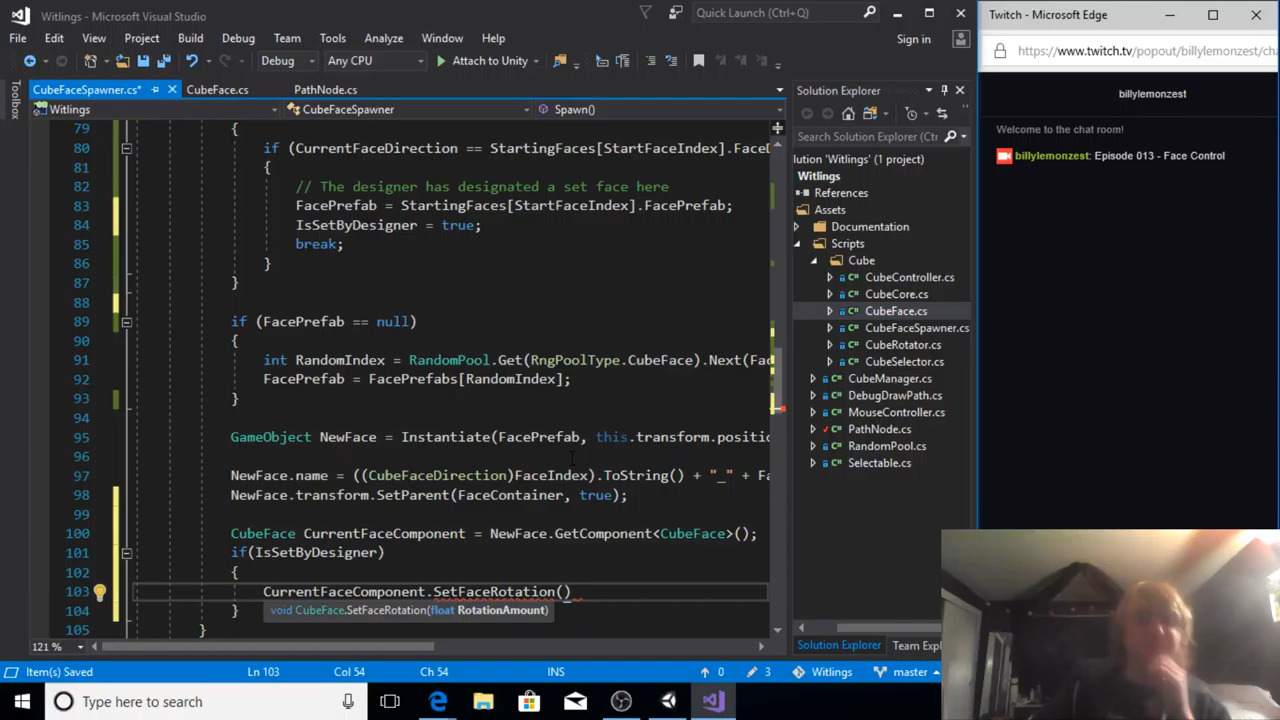 Witlings - Microsoft Visual Studio
Quick Launch (Ctrl+Q)
File Edit View Project Build Debug Team Tools Analyze Window Help
Sign in
Debug Any CPU Attach to Unity
CubeFaceSpawner.cs* CubeFace.cs PathNode.cs
Toolbox
Witlings CubeFaceSpawner Spawn()
79 {
80 if (CurrentFaceDirection == StartingFaces[StartFaceIndex].FaceD
81 {
82 // The designer has designated a set face here
83 FacePrefab = StartingFaces[StartFaceIndex].FacePrefab;
84 IsSetByDesigner = true;
85 break;
86 }
87 }
88
89 if (FacePrefab == null)
90 {
91 int RandomIndex = RandomPool.Get(RngPoolType.CubeFace).Next(Fac
92 FacePrefab = FacePrefabs[RandomIndex];
93 }
94
95 GameObject NewFace = Instantiate(FacePrefab, this.transform.positio
96
97 NewFace.name = ((CubeFaceDirection)FaceIndex).ToString() + "_" + Fa
98 NewFace.transform.SetParent(FaceContainer, true);
99
100 CubeFace CurrentFaceComponent = NewFace.GetComponent<CubeFace>();
101 if(IsSetByDesigner)
102 {
103 CurrentFaceComponent.SetFaceRotation()
void CubeFace.SetFaceRotation(float RotationAmount)
104 }
105 }
121 %
Item(s) Saved Ln 103 Col 54 Ch 54 INS 0 3 Witlings master
Solution Explorer
Search Solution Explorer (Ctrl+
lution 'Witlings' (1 project)
Witlings
References
Assets
Documentation
Scripts
Cube
CubeController.cs
CubeCore.cs
CubeFace.cs
CubeFaceSpawner.cs
CubeRotator.cs
CubeSelector.cs
CubeManager.cs
DebugDrawPath.cs
MouseController.cs
PathNode.cs
RandomPool.cs
Selectable.cs
Solution Explorer Team Expl
Type here to search
Twitch - Microsoft Edge
https://www.twitch.tv/popout/billylemonzest/cha
billylemonzest
Welcome to the chat room!
billylemonzest: Episode 013 - Face Control